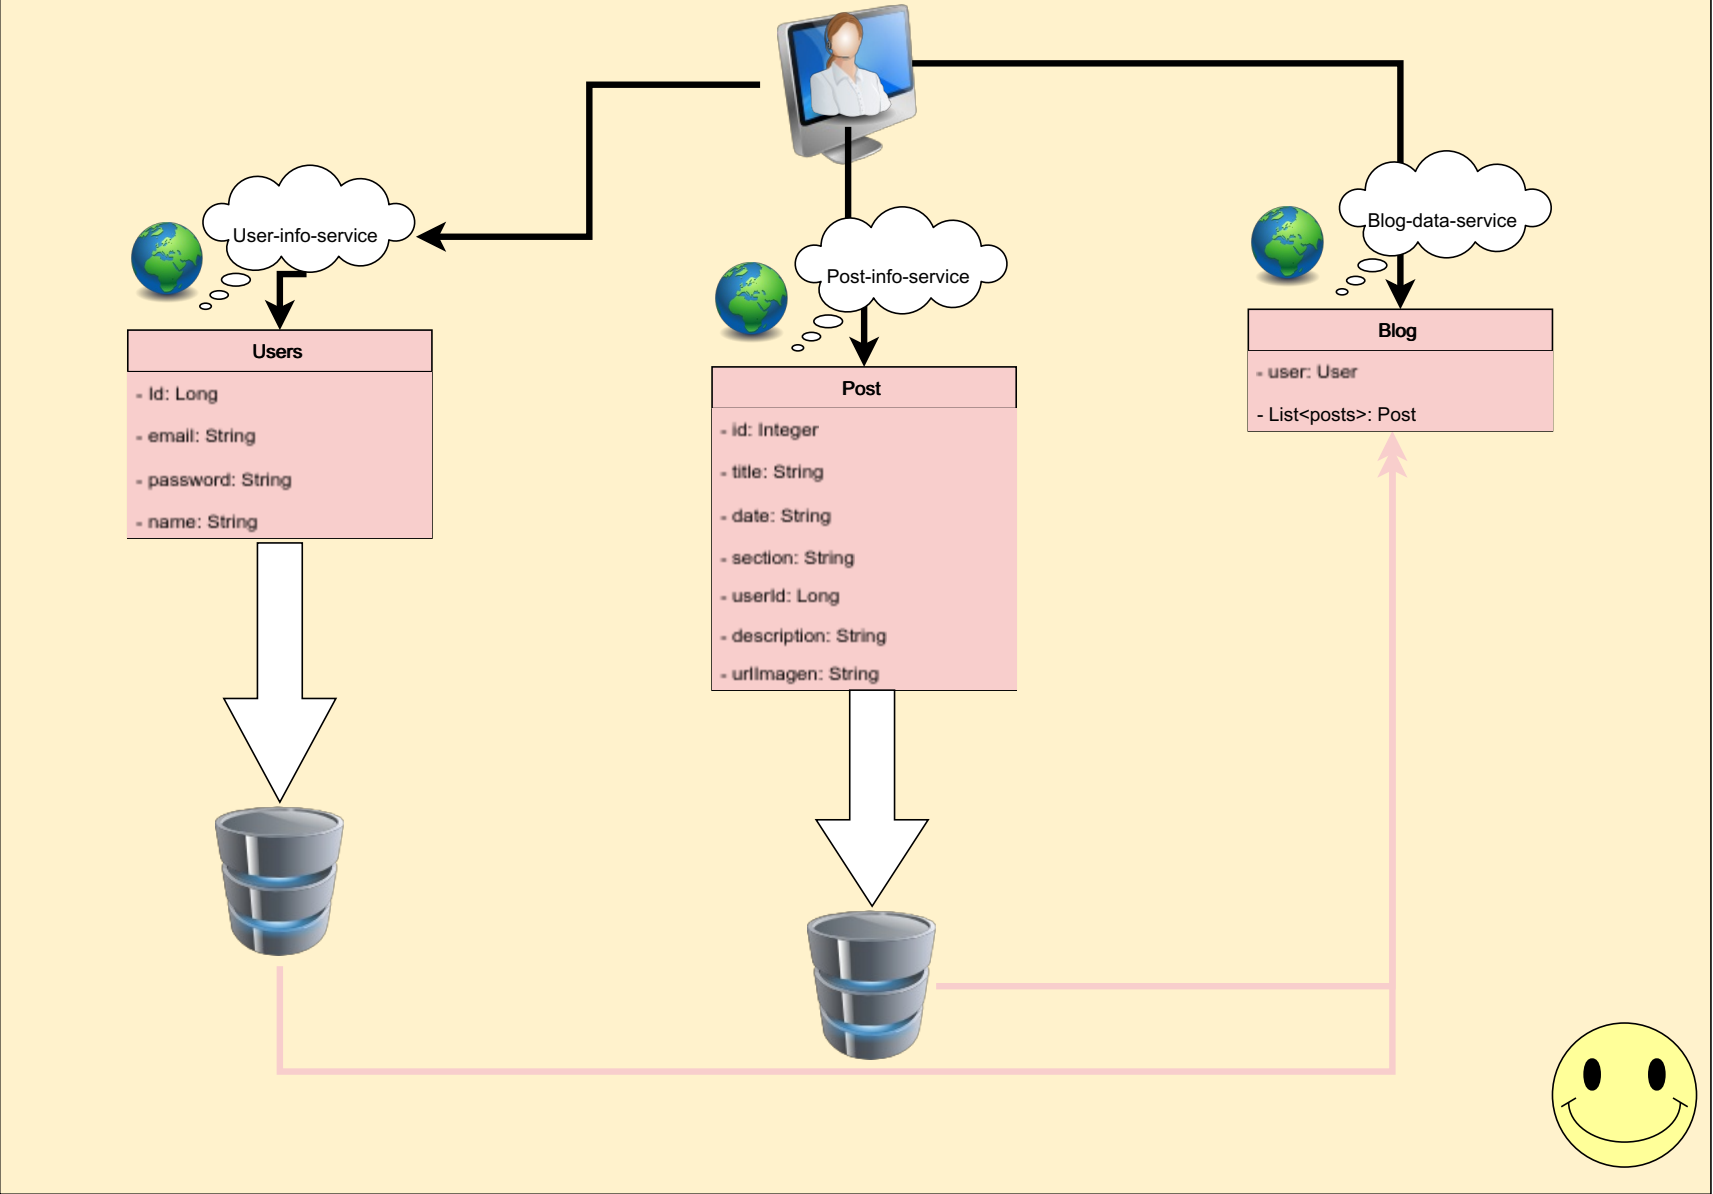 User-info-service
Users
- Id: Long
- email: String
- password: String
- name: String
Post-info-service
Post
- id: Integer
- title: String
- date: String
- section: String
- userId: Long
- description: String
- urlImagen: String
Blog-data-service
Blog
- user: User
- List<posts>: Post